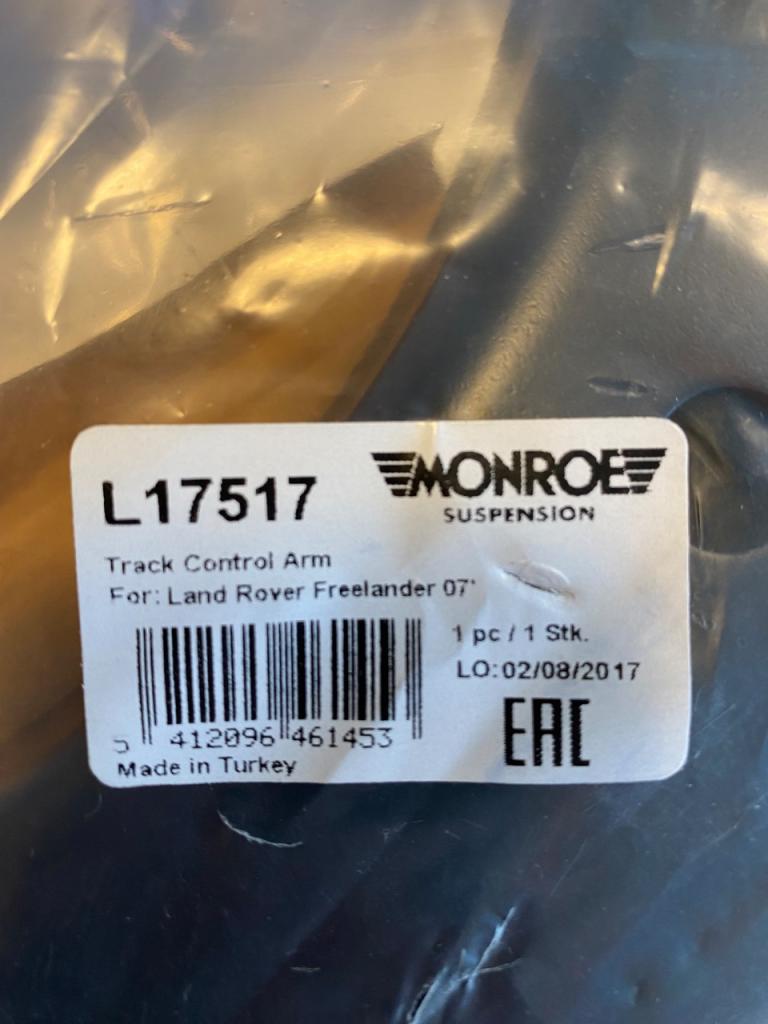 L17517
MONROE
SUSPENSION
Track Control Arm
For: Land Rover Freelander 07'
1 pc / 1 Stk.
LO:02/08/2017
5 412096 461453
EAC
Made in Turkey